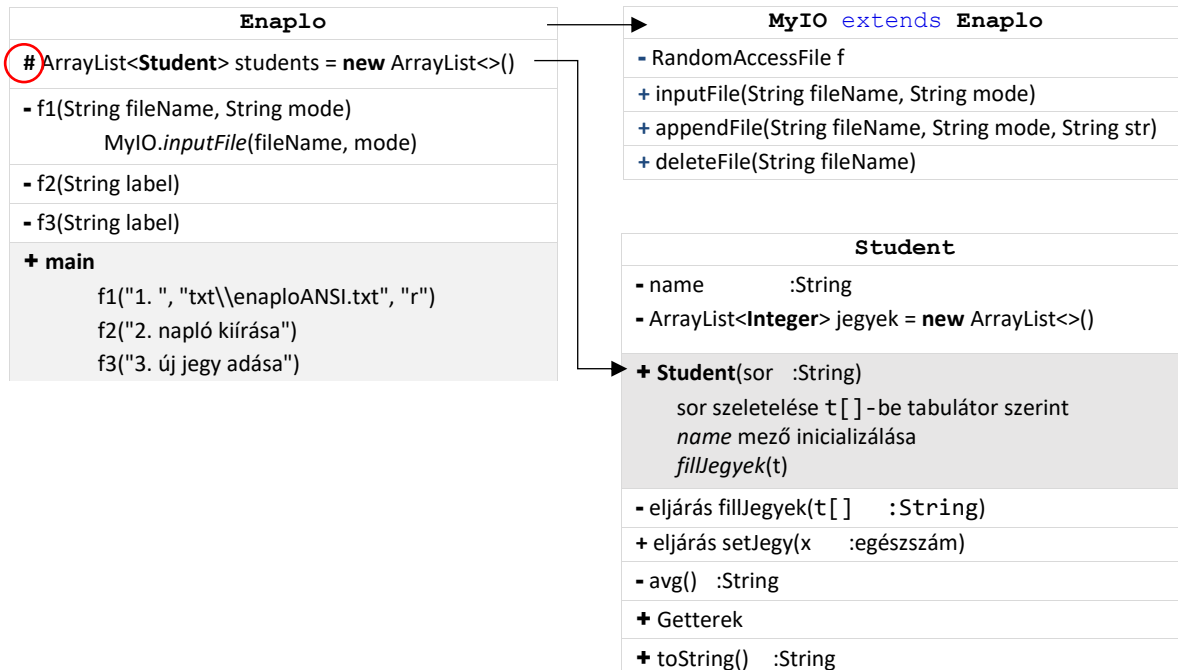 Enaplo
# ArrayList<Student> students = new ArrayList<>()
- f1(String fileName, String mode)
MyIO.inputFile(fileName, mode)
- f2(String label)
- f3(String label)
+ main
f1("1. ", "txt\\enaploANSI.txt", "r")
f2("2. napló kiírása")
f3("3. új jegy adása")
MyIO extends Enaplo
- RandomAccessFile f
+ inputFile(String fileName, String mode)
+ appendFile(String fileName, String mode, String str)
+ deleteFile(String fileName)
Student
- name :String
- ArrayList<Integer> jegyek = new ArrayList<>()
+ Student(sor :String)
sor szeletelése t[]-be tabulátor szerint
name mező inicializálása
fillJegyek(t)
- eljárás fillJegyek(t[] :String)
+ eljárás setJegy(x :egészszám)
- avg() :String
+ Getterek
+ toString() :String